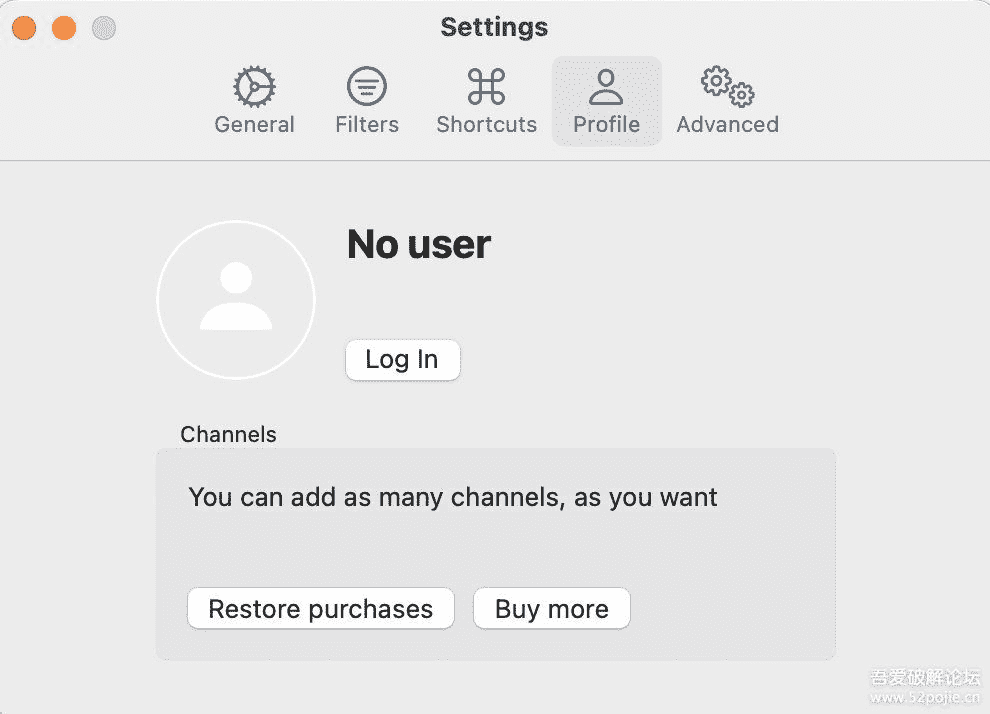 Settings
General Filters Shortcuts Profile Advanced
No user
Log In
Channels
You can add as many channels, as you want
Restore purchases Buy more
吾爱破解论坛
www.52pojie.cn